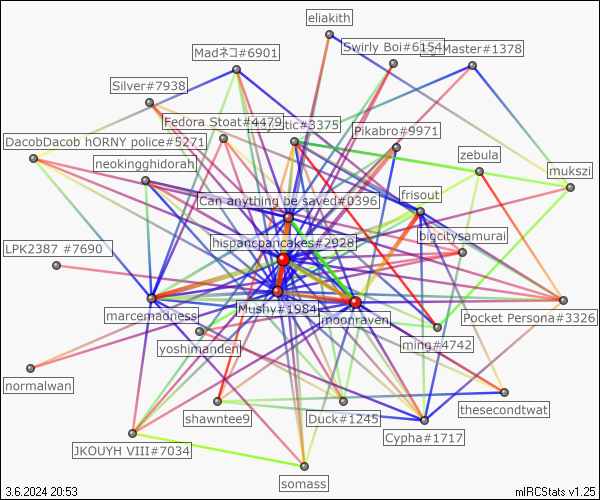 eliakith
Swirly Boi#6154
Master#1378
Madネコ#6901
Silver#7938
Fedora Stoat#4479
#3375
Pikabro#9971
DacobDacob hORNY police#5271
zebula
neokingghidorah
mukszi
Can anything be saved#0396
frisout
hispancpancakes#2928
bigcitysamurai
LPK2387 #7690
Mushy#1984
marcemadness
moonraven
Pocket Persona#3326
yoshimanden
ming#4742
normalwan
thesecondtwat
shawntee9
Duck#1245
Cypha#1717
JKOUYH VIII#7034
somass
3.6.2024 20:53
mIRCStats v1.25